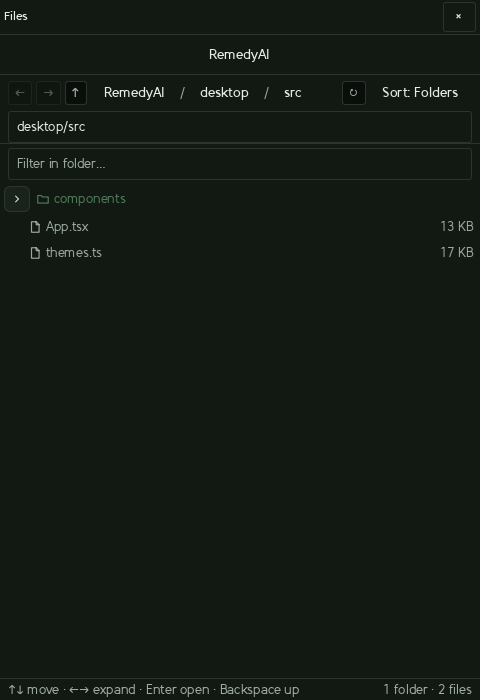 Files ×
RemedyAI
← → ↑ RemedyAI / desktop / src ↻ Sort: Folders
desktop/src
Filter in folder...
› components
App.tsx 13 KB
themes.ts 17 KB
↑↓ move · ←→ expand · Enter open · Backspace up 1 folder · 2 files